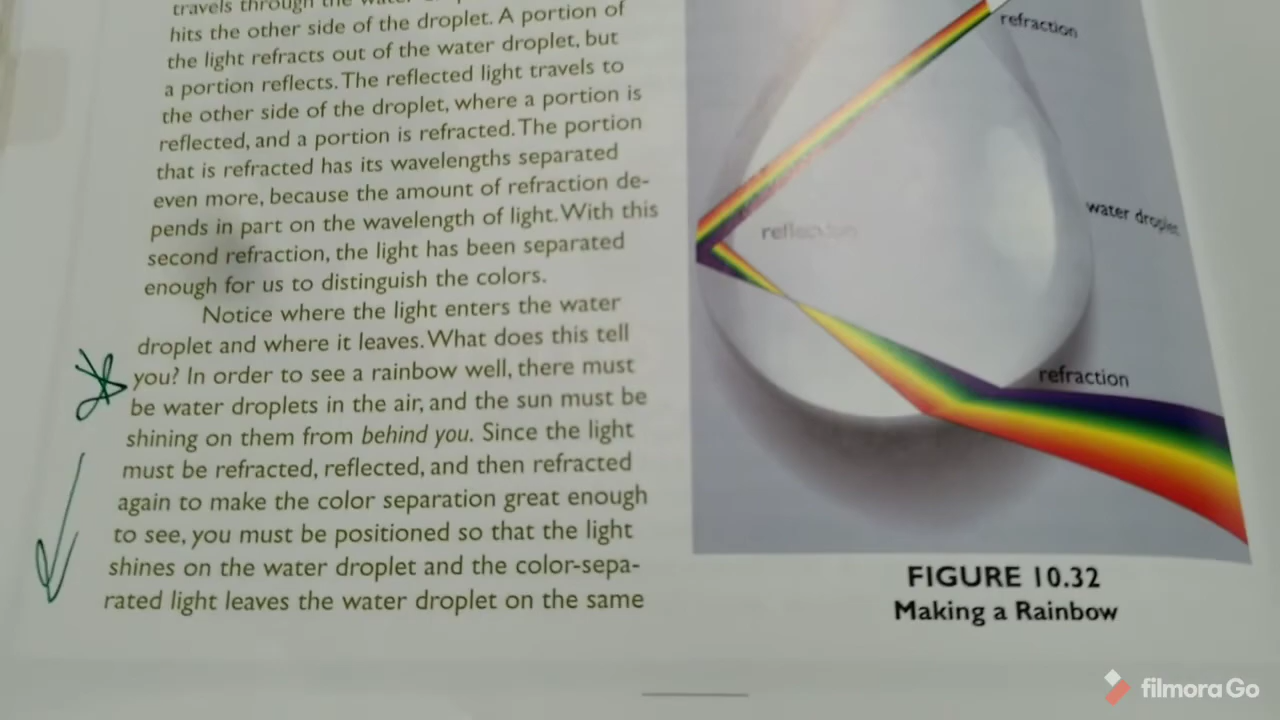 travels through the water
hits the other side of the droplet. A portion of
the light refracts out of the water droplet, but
a portion reflects. The reflected light travels to
the other side of the droplet, where a portion is
reflected, and a portion is refracted. The portion
that is refracted has its wavelengths separated
even more, because the amount of refraction de-
pends in part on the wavelength of light. With this
second refraction, the light has been separated
enough for us to distinguish the colors.
Notice where the light enters the water
droplet and where it leaves. What does this tell
you? In order to see a rainbow well, there must
be water droplets in the air, and the sun must be
shining on them from behind you. Since the light
must be refracted, reflected, and then refracted
again to make the color separation great enough
to see, you must be positioned so that the light
shines on the water droplet and the color-sepa-
rated light leaves the water droplet on the same
refraction
water droplet
reflection
refraction
FIGURE 10.32
Making a Rainbow
filmoraGo